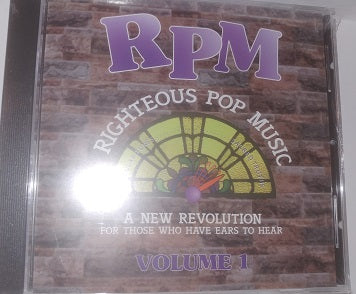 RPM
RIGHTEOUS POP MUSIC
A NEW REVOLUTION
FOR THOSE WHO HAVE EARS TO HEAR
VOLUME 1